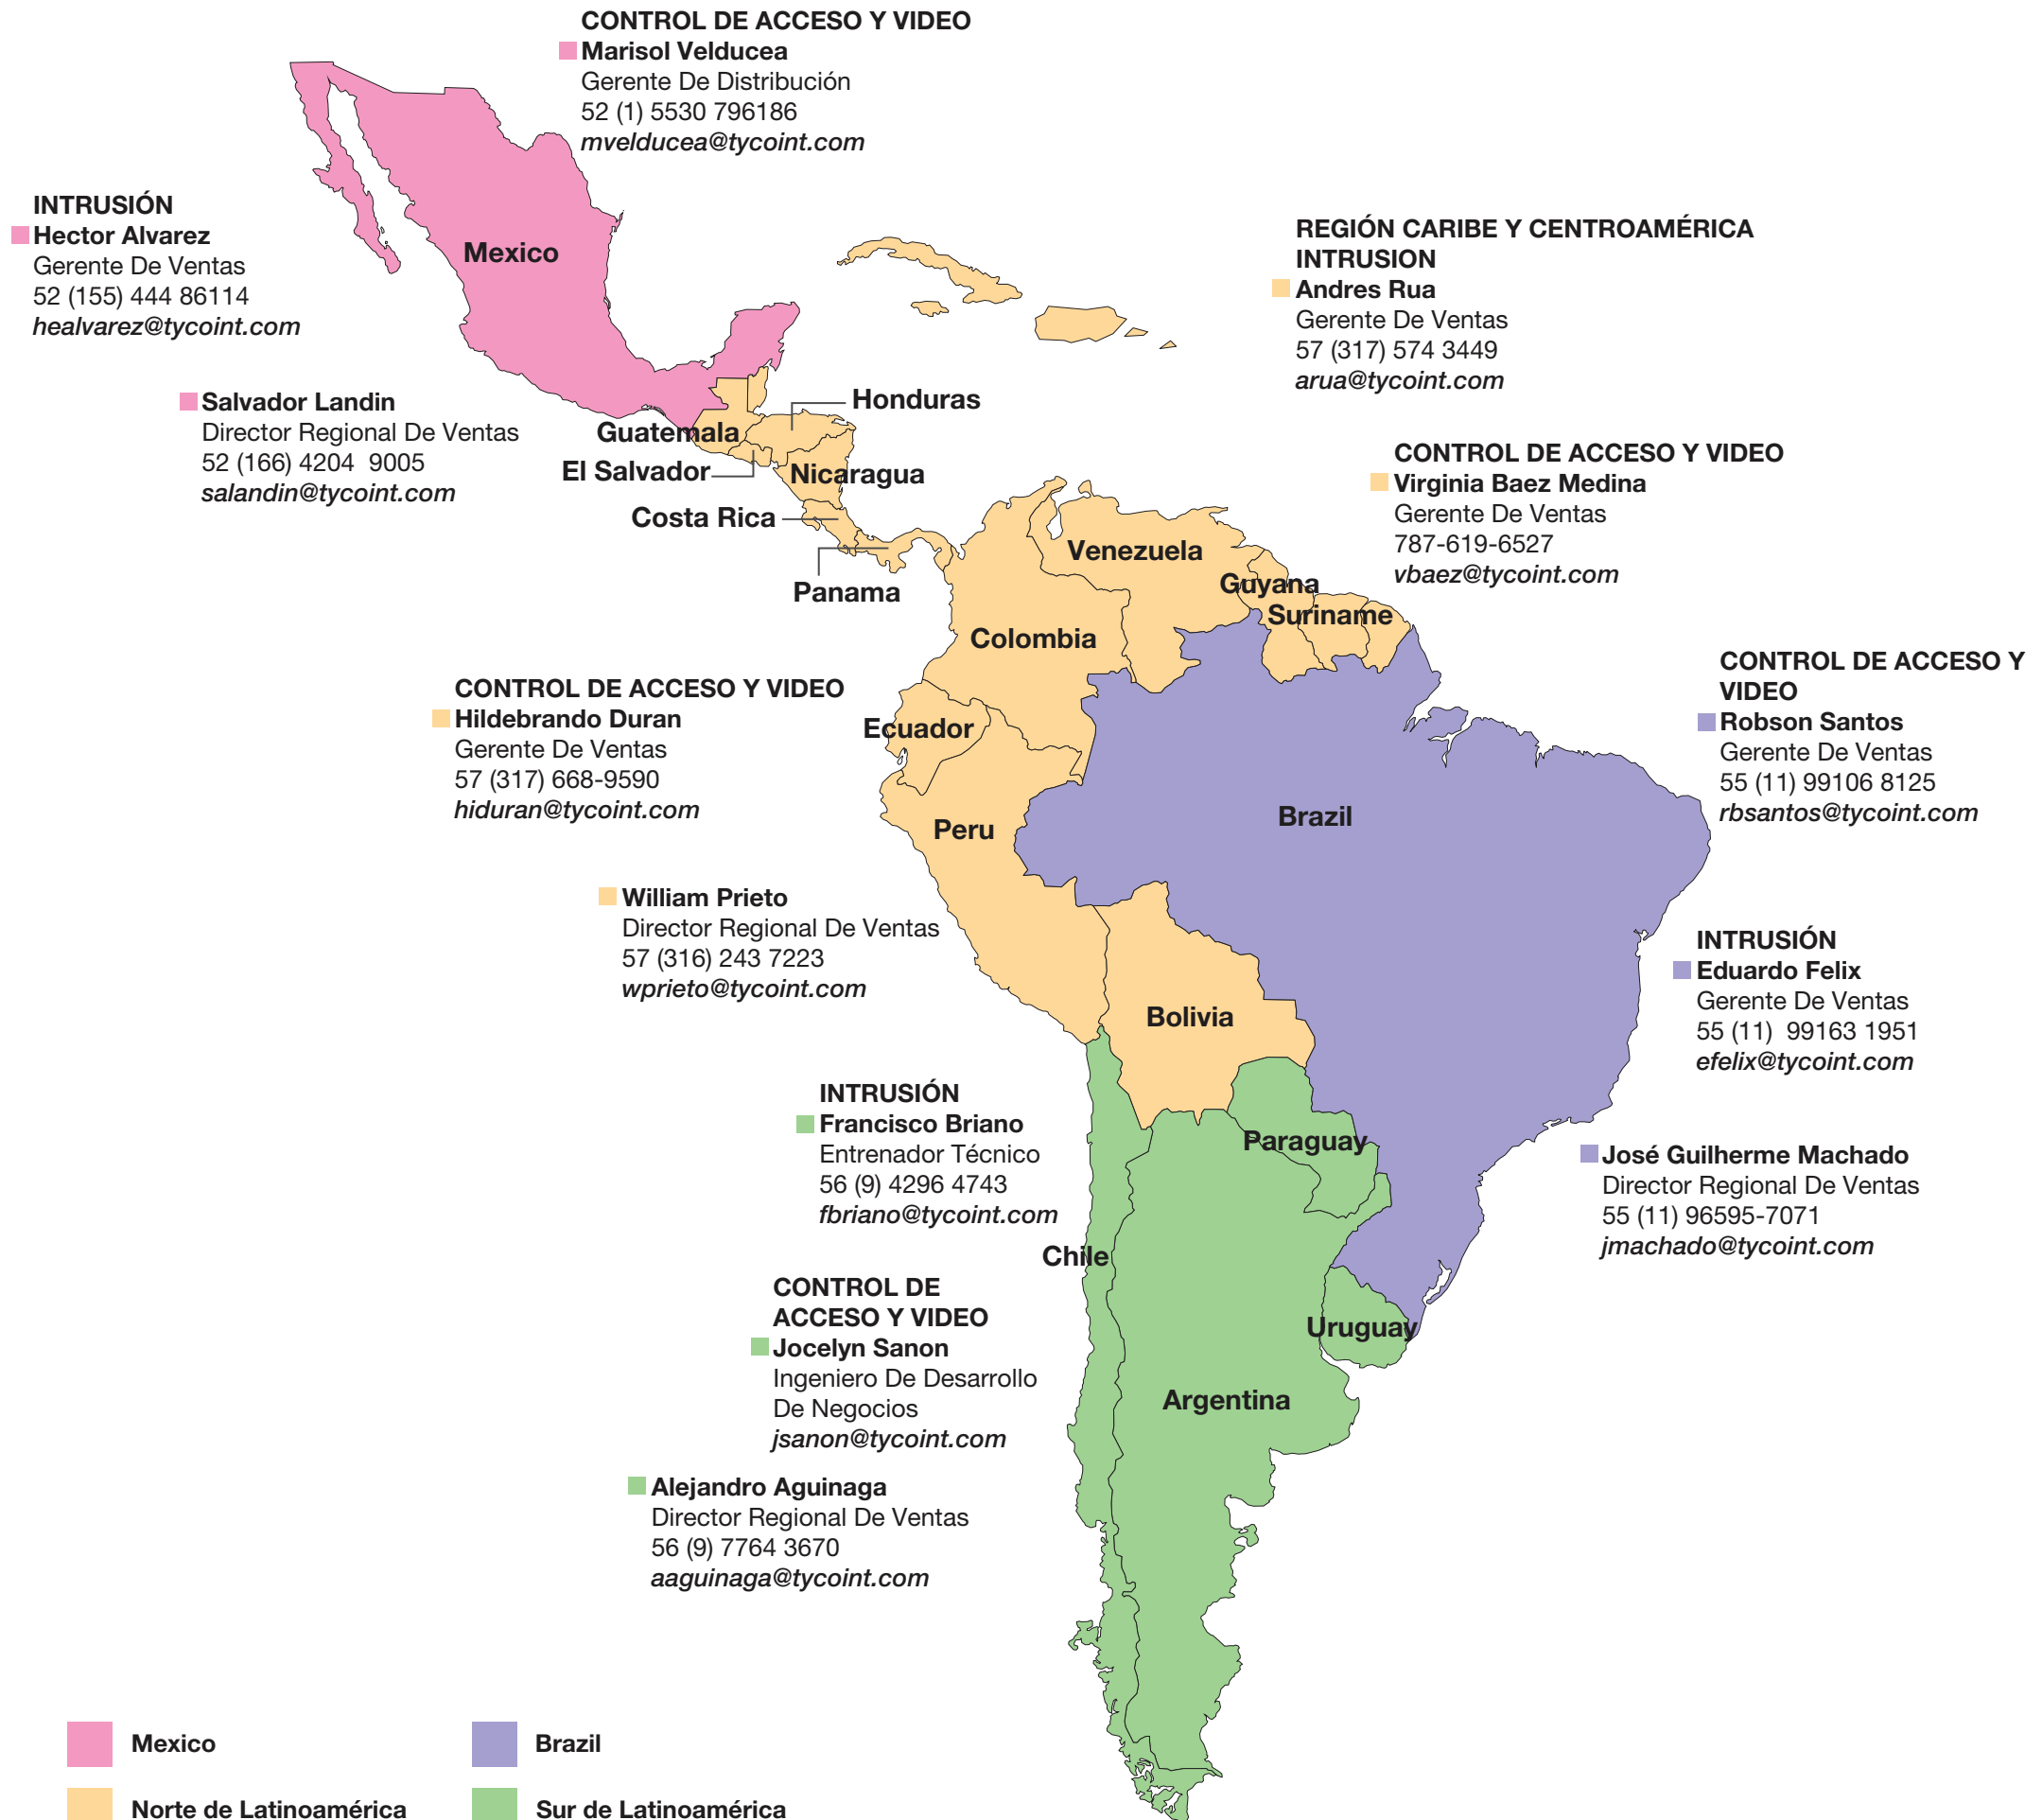 CONTROL DE ACCESO Y VIDEO
Marisol Velducea
Gerente De Distribución
52 (1) 5530 796186
mvelducea@tycoint.com
INTRUSIÓN
Hector Alvarez
Gerente De Ventas
52 (155) 444 86114
healvarez@tycoint.com
Salvador Landin
Director Regional De Ventas
52 (166) 4204 9005
salandin@tycoint.com
Mexico
REGIÓN CARIBE Y CENTROAMÉRICA
INTRUSION
Andres Rua
Gerente De Ventas
57 (317) 574 3449
arua@tycoint.com
Honduras
Guatemala
El Salvador
Nicaragua
Costa Rica
Panama
CONTROL DE ACCESO Y VIDEO
Virginia Baez Medina
Gerente De Ventas
787-619-6527
vbaez@tycoint.com
Venezuela
Guyana
Suriname
Colombia
CONTROL DE ACCESO Y VIDEO
Hildebrando Duran
Gerente De Ventas
57 (317) 668-9590
hiduran@tycoint.com
Ecuador
Peru
Brazil
CONTROL DE ACCESO Y
VIDEO
Robson Santos
Gerente De Ventas
55 (11) 99106 8125
rbsantos@tycoint.com
William Prieto
Director Regional De Ventas
57 (316) 243 7223
wprieto@tycoint.com
INTRUSIÓN
Eduardo Felix
Gerente De Ventas
55 (11) 99163 1951
efelix@tycoint.com
Bolivia
INTRUSIÓN
Francisco Briano
Entrenador Técnico
56 (9) 4296 4743
fbriano@tycoint.com
Paraguay
José Guilherme Machado
Director Regional De Ventas
55 (11) 96595-7071
jmachado@tycoint.com
Chile
CONTROL DE
ACCESO Y VIDEO
Jocelyn Sanon
Ingeniero De Desarrollo
De Negocios
jsanon@tycoint.com
Uruguay
Argentina
Alejandro Aguinaga
Director Regional De Ventas
56 (9) 7764 3670
aaguinaga@tycoint.com
Mexico
Brazil
Norte de Latinoamérica
Sur de Latinoamérica